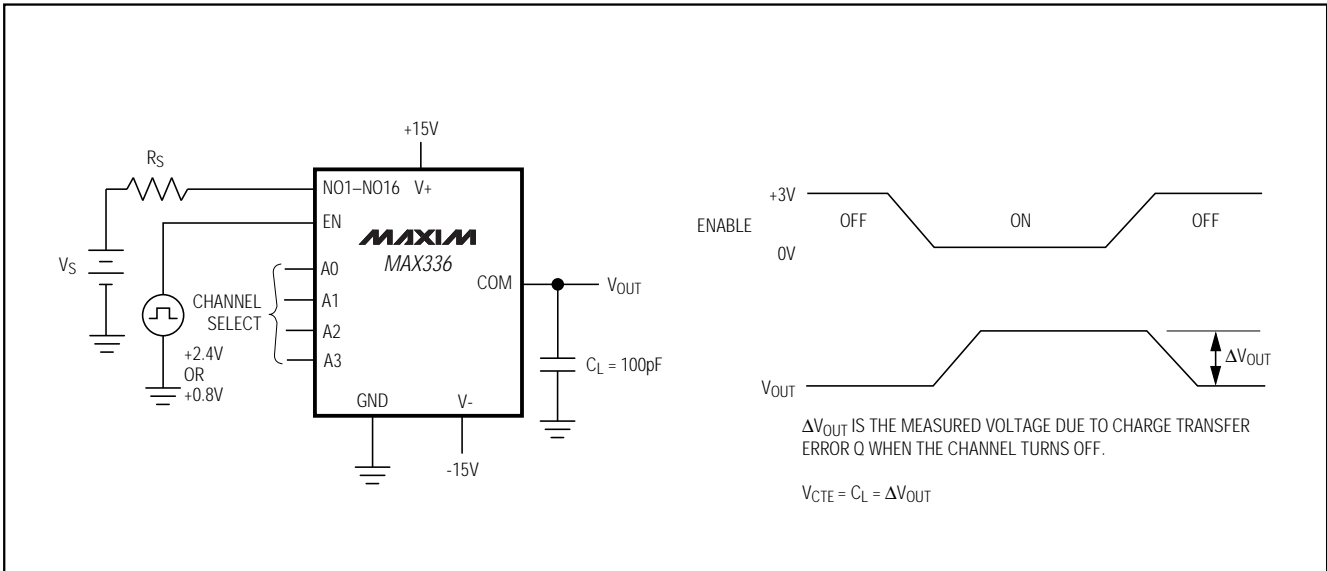 +15V
RS
NO1–NO16 V+
EN
MAXIM
MAX336
VS
A0
CHANNEL
SELECT
A1
A2
A3
COM
VOUT
+2.4V
OR
+0.8V
CL = 100pF
GND
V-
-15V
+3V
ENABLE
OFF
ON
OFF
0V
VOUT
ΔVOUT
ΔVOUT IS THE MEASURED VOLTAGE DUE TO CHARGE TRANSFER
ERROR Q WHEN THE CHANNEL TURNS OFF.
VCTE = CL = ΔVOUT